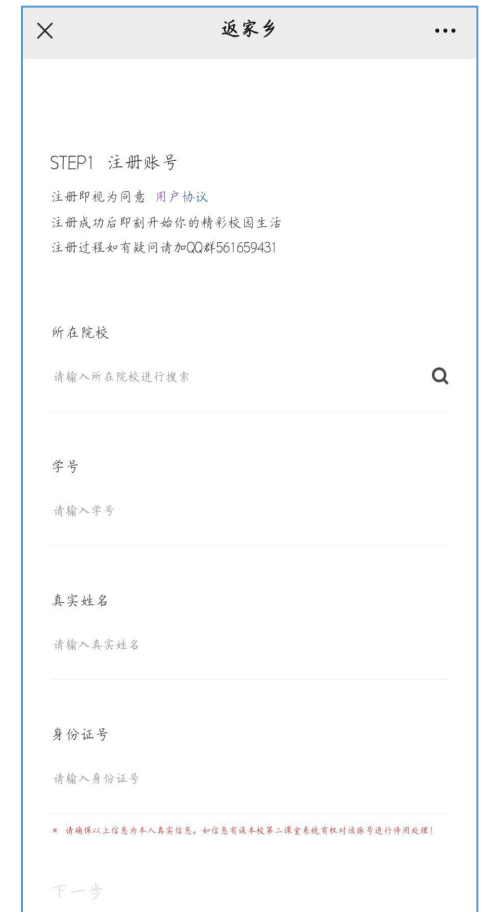 返家乡
STEP1 注册账号
注册即视为同意 用户协议
注册成功后即刻开始你的精彩校园生活
注册过程如有疑问请加QQ群561659431
所在院校
请输入所在院校进行搜索
学号
请输入学号
真实姓名
请输入真实姓名
身份证号
请输入身份证号
* 请确保以上信息为本人真实信息。如信息有误本校第二课堂系统有权对该账号进行停用处理！
下一步